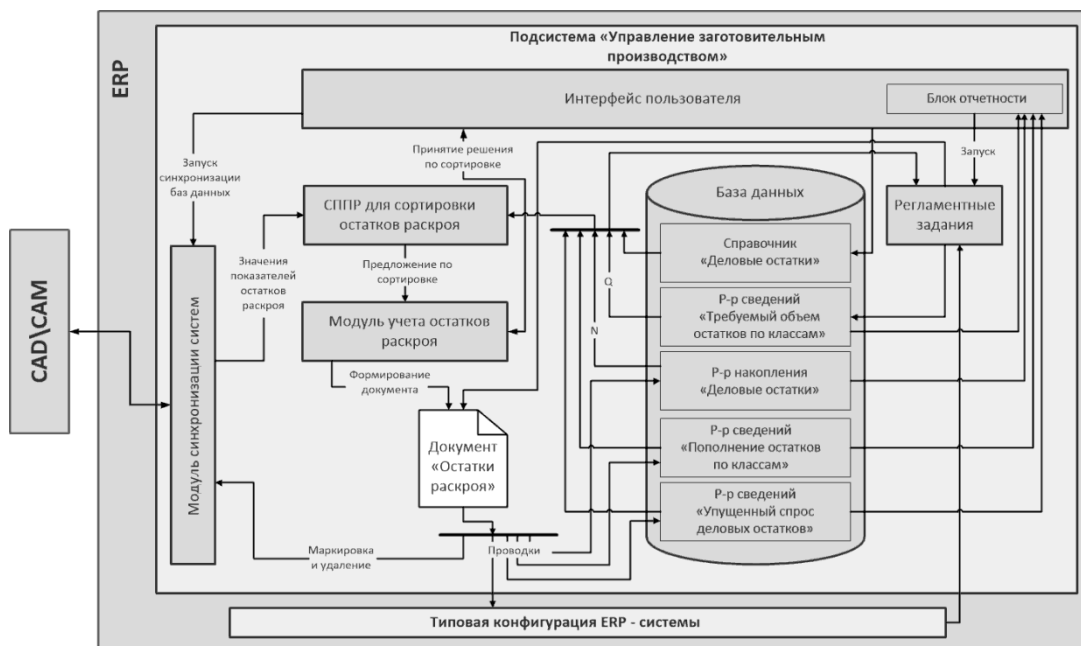 ERP
Подсистема «Управление заготовительным
производством»
Интерфейс пользователя
Блок отчетности
Запуск
синхронизации
баз данных
Принятие решения
по сортировке
Запуск
База данных
Регламентные
задания
СППР для сортировки
остатков раскроя
Справочник
«Деловые остатки»
Значения
показателей
остатков
раскроя
Предложение по
сортировке
Q
Р-р сведений
«Требуемый объем
остатков по классам»
N
Модуль учета остатков
раскроя
CAD\CAM
Модуль синхронизации систем
Формирование
документа
Р-р накопления
«Деловые остатки»
Документ
«Остатки
раскроя»
Р-р сведений
«Пополнение остатков
по классам»
Р-р сведений
«Упущенный спрос
деловых остатков»
Маркировка
и удаление
Проводки
Типовая конфигурация ERP - системы